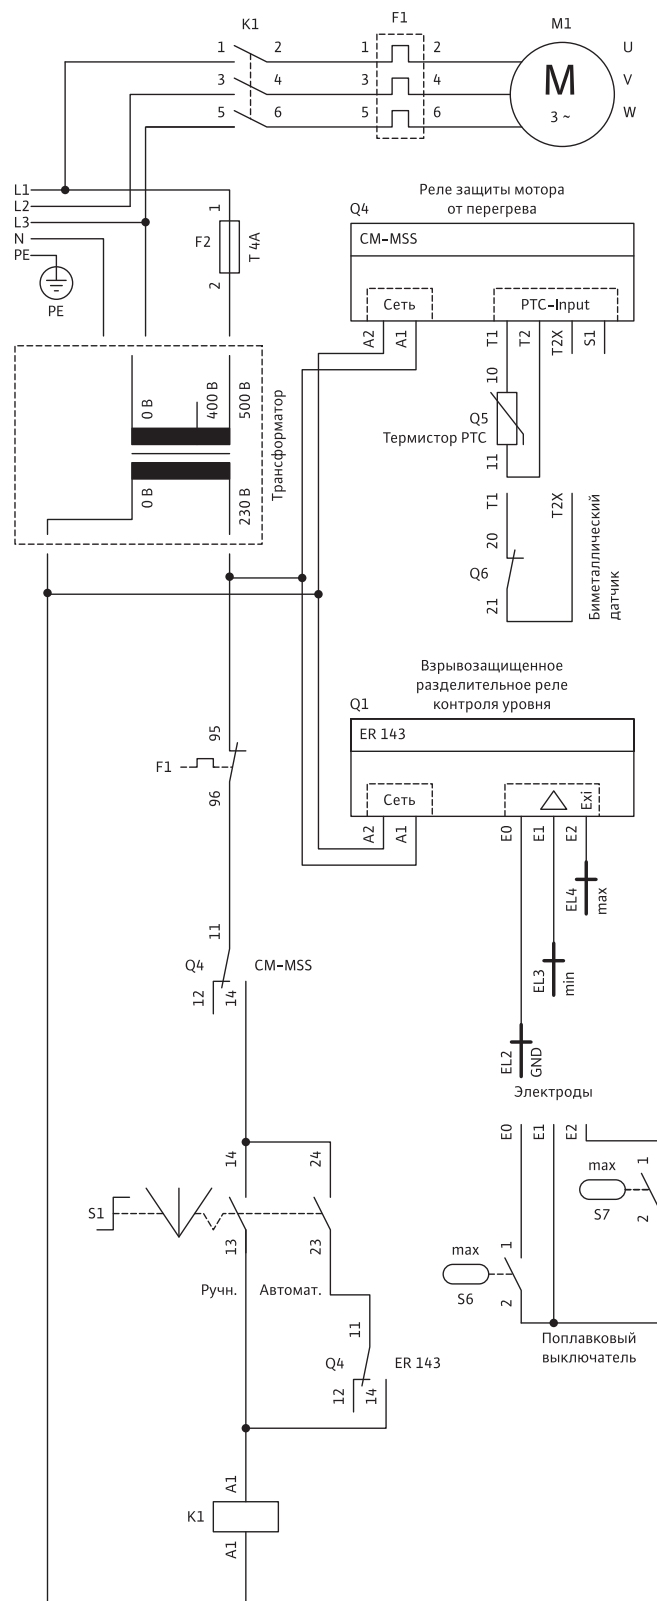 K1
F1
M1
1
2
1
2
U
3
4
3
4
M
V
5
6
5
6
3 ~
W
L1
L2
L3
N
PE
PE
1
F2
T 4A
2
Реле защиты мотора
от перегрева
Q4
CM-MSS
Сеть
PTC-Input
A2
A1
T1
T2
T2X
S1
0 В
400 В
500 В
Трансформатор
0 В
230 В
10
Q5
Термистор PTC
11
T1
T2X
20
Q6
21
Биметаллический
датчик
Взрывозащищенное
разделительное реле
контроля уровня
Q1
ER 143
Сеть
Exi
A2
A1
E0
E1
E2
95
F1
96
EL4
max
EL3
min
EL2
GND
Электроды
11
Q4
CM-MSS
12
14
E0
E1
E2
14
24
S1
13
23
Ручн.
Автомат.
max
1
S7
2
max
1
S6
2
Поплавковый
выключатель
11
Q4
ER 143
12
14
A1
K1
A1